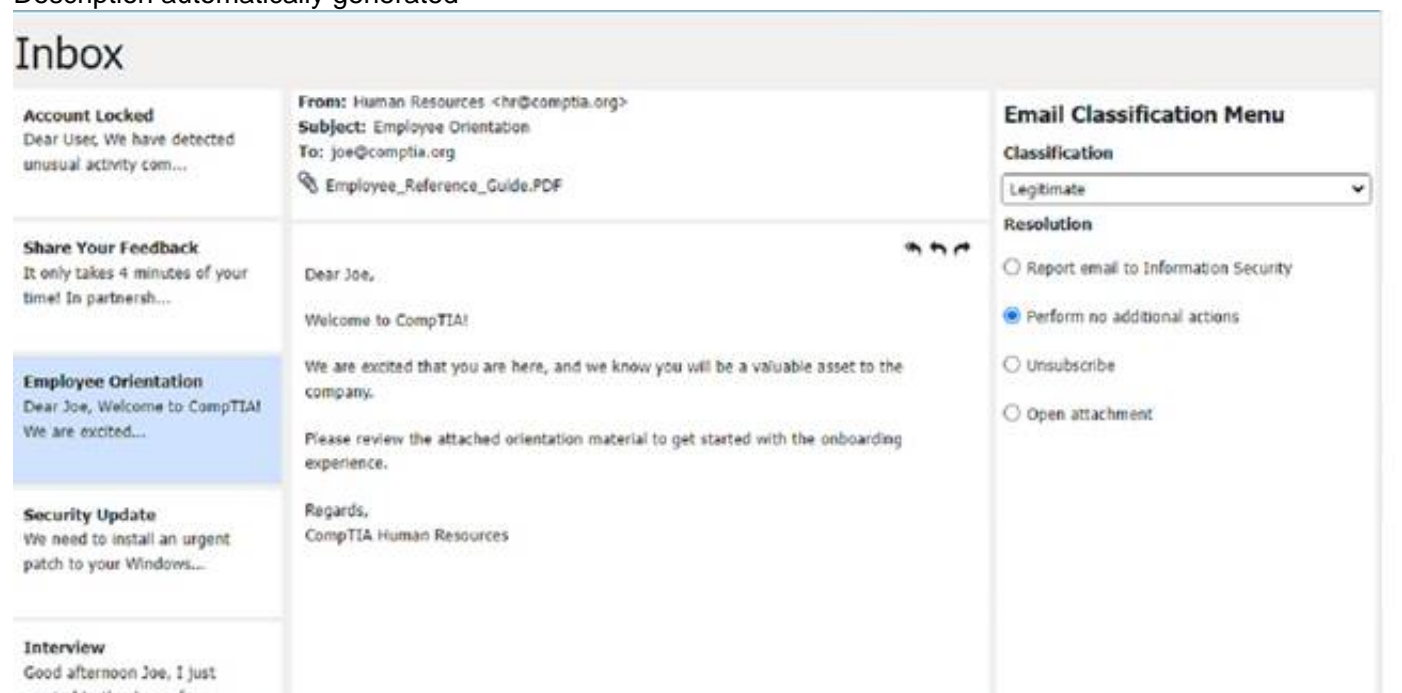 Description automatically generated
Inbox
Account Locked
Dear User, We have detected
unusual activity com...
Share Your Feedback
It only takes 4 minutes of your
time! In partnersh...
Employee Orientation
Dear Joe, Welcome to CompTIA!
We are excited...
Security Update
We need to install an urgent
patch to your Windows...
Interview
Good afternoon Joe, I just
From: Human Resources <hr@comptia.org>
Subject: Employee Orientation
To: joe@comptia.org
Employee_Reference_Guide.PDF
Dear Joe,
Welcome to CompTIA!
We are excited that you are here, and we know you will be a valuable asset to the
company.
Please review the attached orientation material to get started with the onboarding
experience.
Regards,
CompTIA Human Resources
Email Classification Menu
Classification
Legitimate
Resolution
Report email to Information Security
Perform no additional actions
Unsubscribe
Open attachment